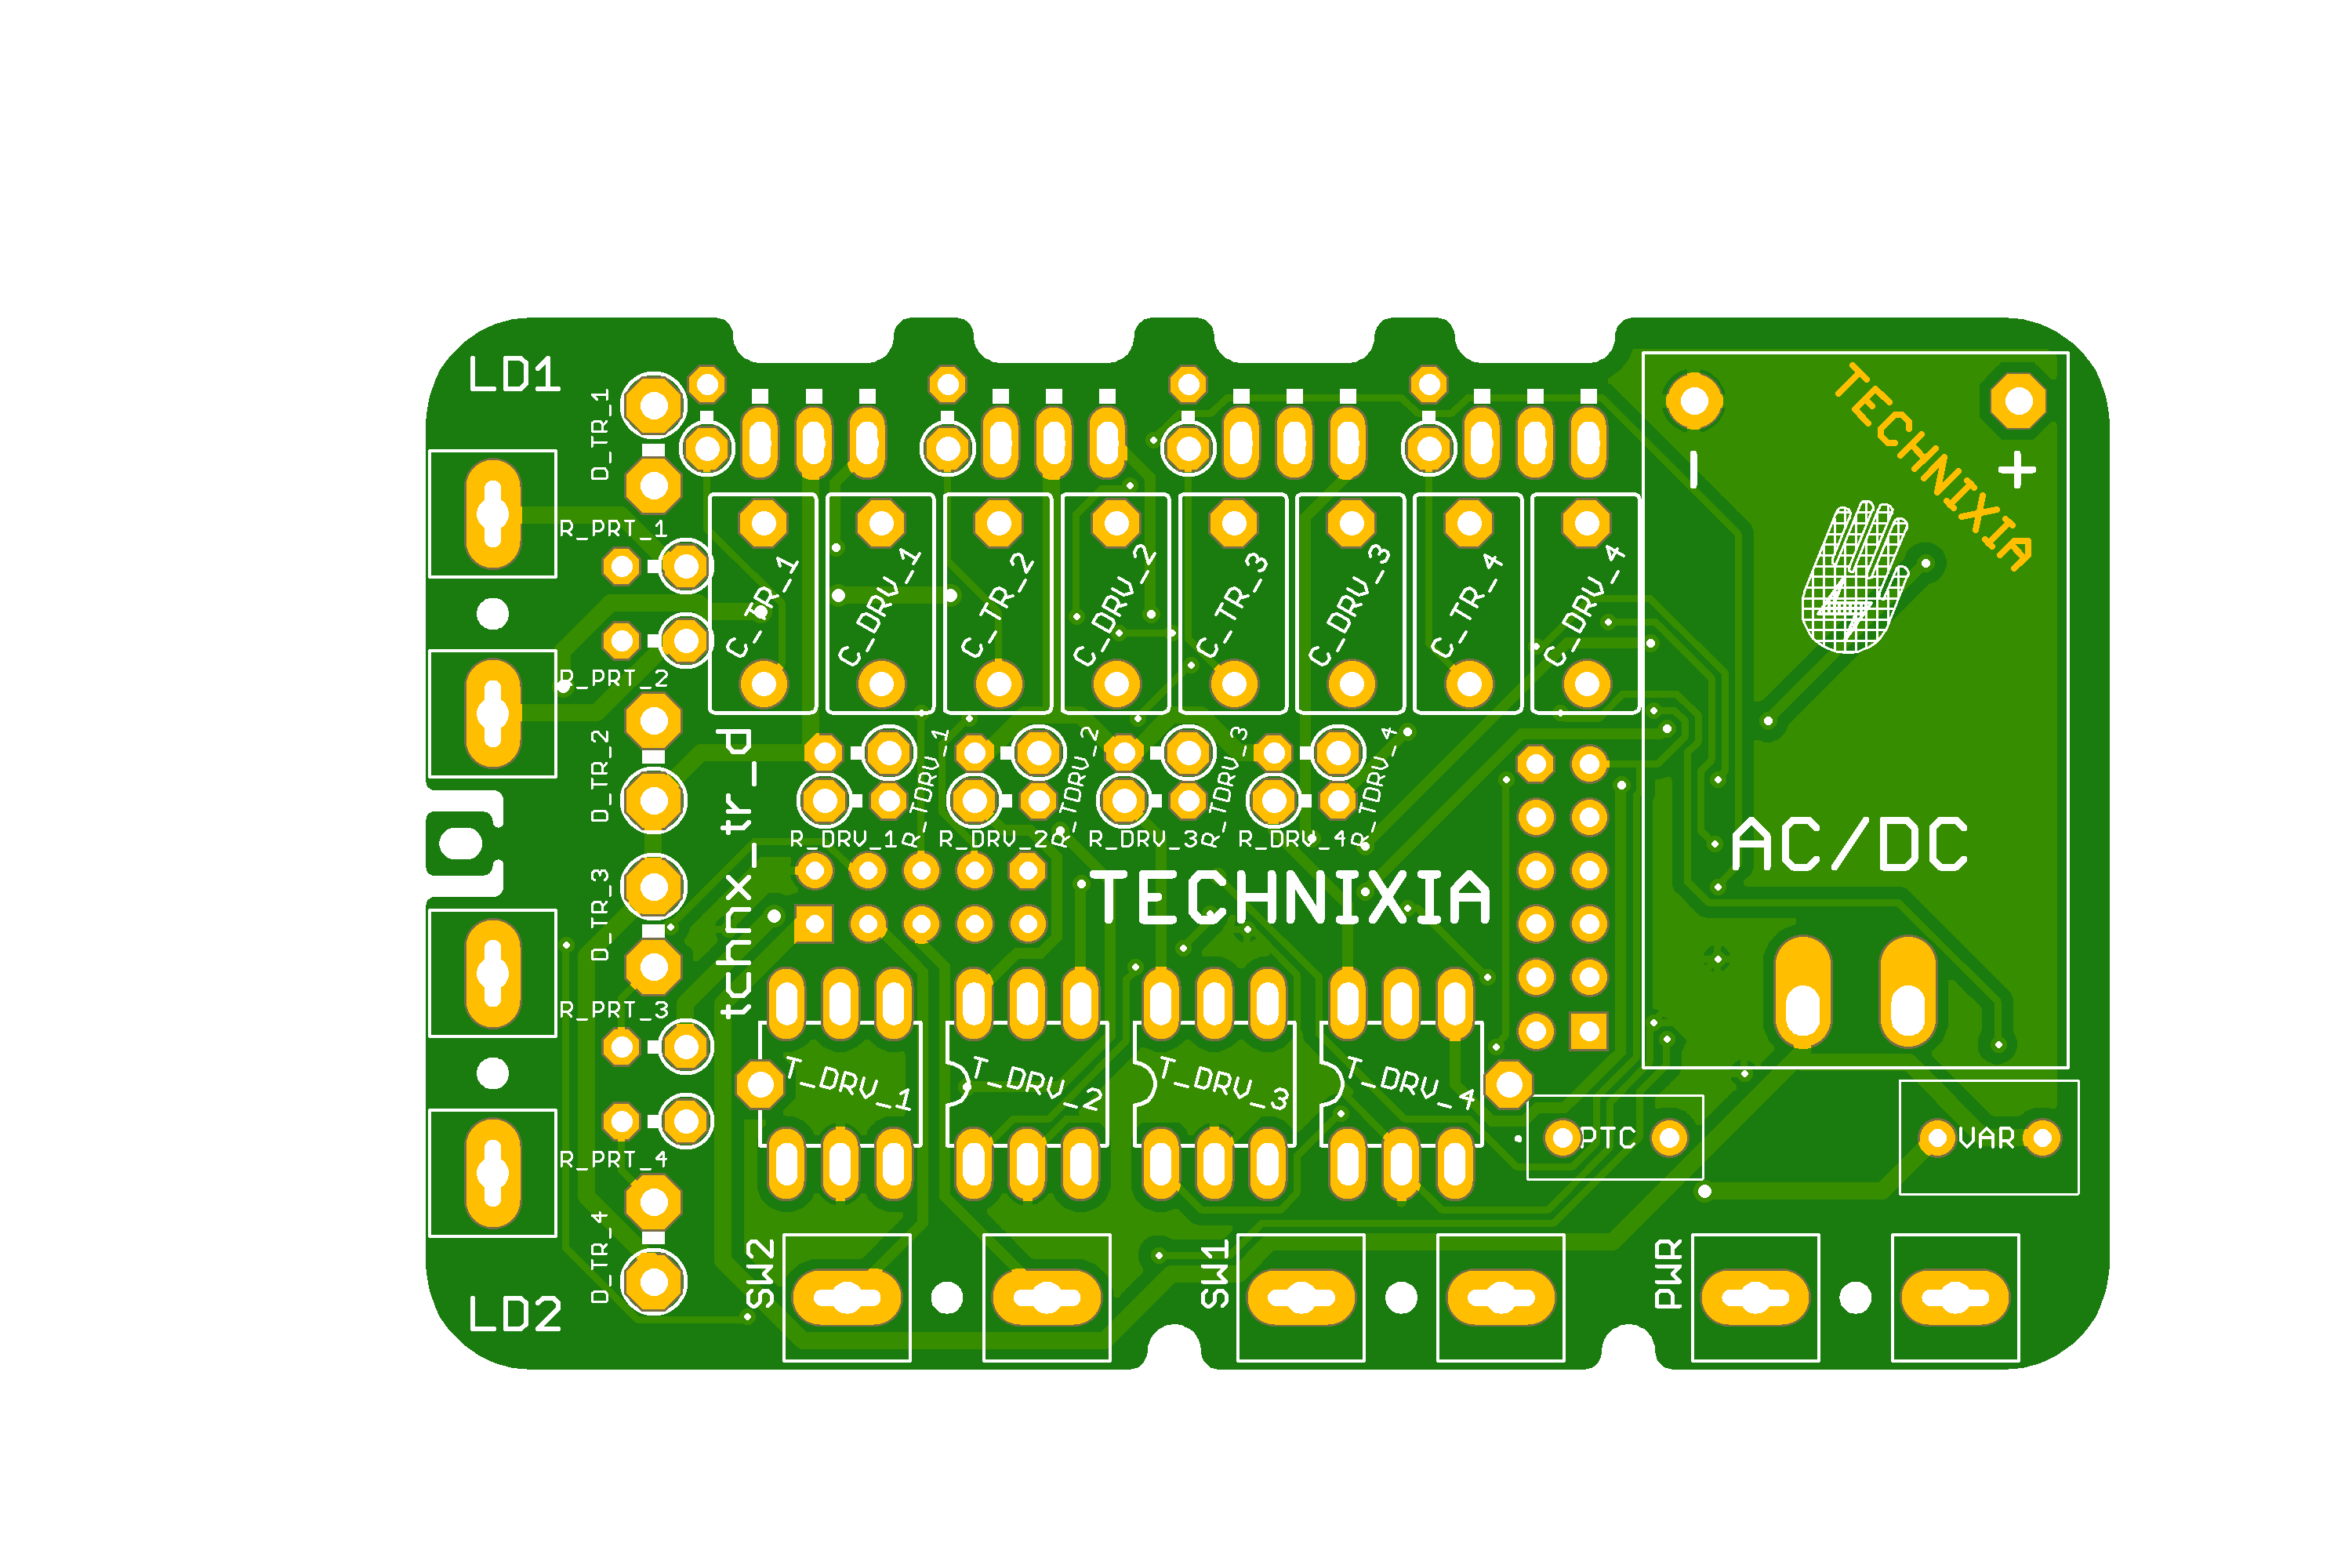 LD1
TECHNIXIA
D_TR_1
- +
R_PRT_1
C_TR_1
C_DRV_1
C_TR_2
C_DRV_2
C_TR_3
C_DRV_3
C_TR_4
C_DRV_4
R_PRT_2
D_TR_2
tchnx_tr_d
R_TDRV_1
R_TDRV_2
R_TDRV_3
R_TDRV_4
R_DRV_1
R_DRV_2
R_DRV_3
R_DRV_4
AC/DC
TECHNIXIA
D_TR_3
R_PRT_3
T_DRV_1
T_DRV_2
T_DRV_3
T_DRV_4
PTC
VAR
R_PRT_4
D_TR_4
SW2
SW1
PWR
LD2